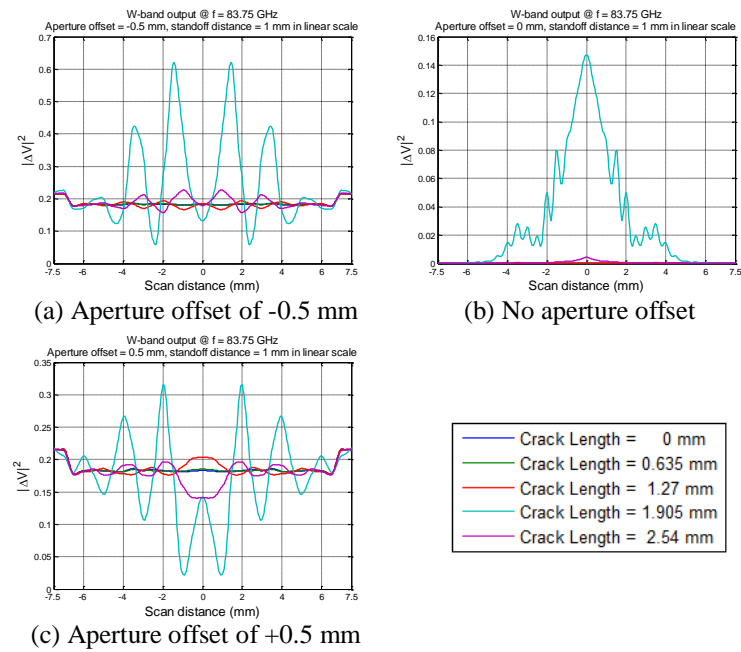 W-band output @ f = 83.75 GHz
Aperture offset = -0.5 mm, standoff distance = 1 mm in linear scale
0.7
0.6
0.5
0.4
0.3
0.2
0.1
0
|ΔV|²
-7.5 -6 -4 -2 0 2 4 6 7.5
Scan distance (mm)
(a) Aperture offset of -0.5 mm
W-band output @ f = 83.75 GHz
Aperture offset = 0 mm, standoff distance = 1 mm in linear scale
0.16
0.14
0.12
0.1
0.08
0.06
0.04
0.02
0
|ΔV|²
-7.5 -6 -4 -2 0 2 4 6 7.5
Scan distance (mm)
(b) No aperture offset
W-band output @ f = 83.75 GHz
Aperture offset = 0.5 mm, standoff distance = 1 mm in linear scale
0.35
0.3
0.25
0.2
0.15
0.1
0.05
0
|ΔV|²
-7.5 -6 -4 -2 0 2 4 6 7.5
Scan distance (mm)
(c) Aperture offset of +0.5 mm
Crack Length = 0 mm
Crack Length = 0.635 mm
Crack Length = 1.27 mm
Crack Length = 1.905 mm
Crack Length = 2.54 mm